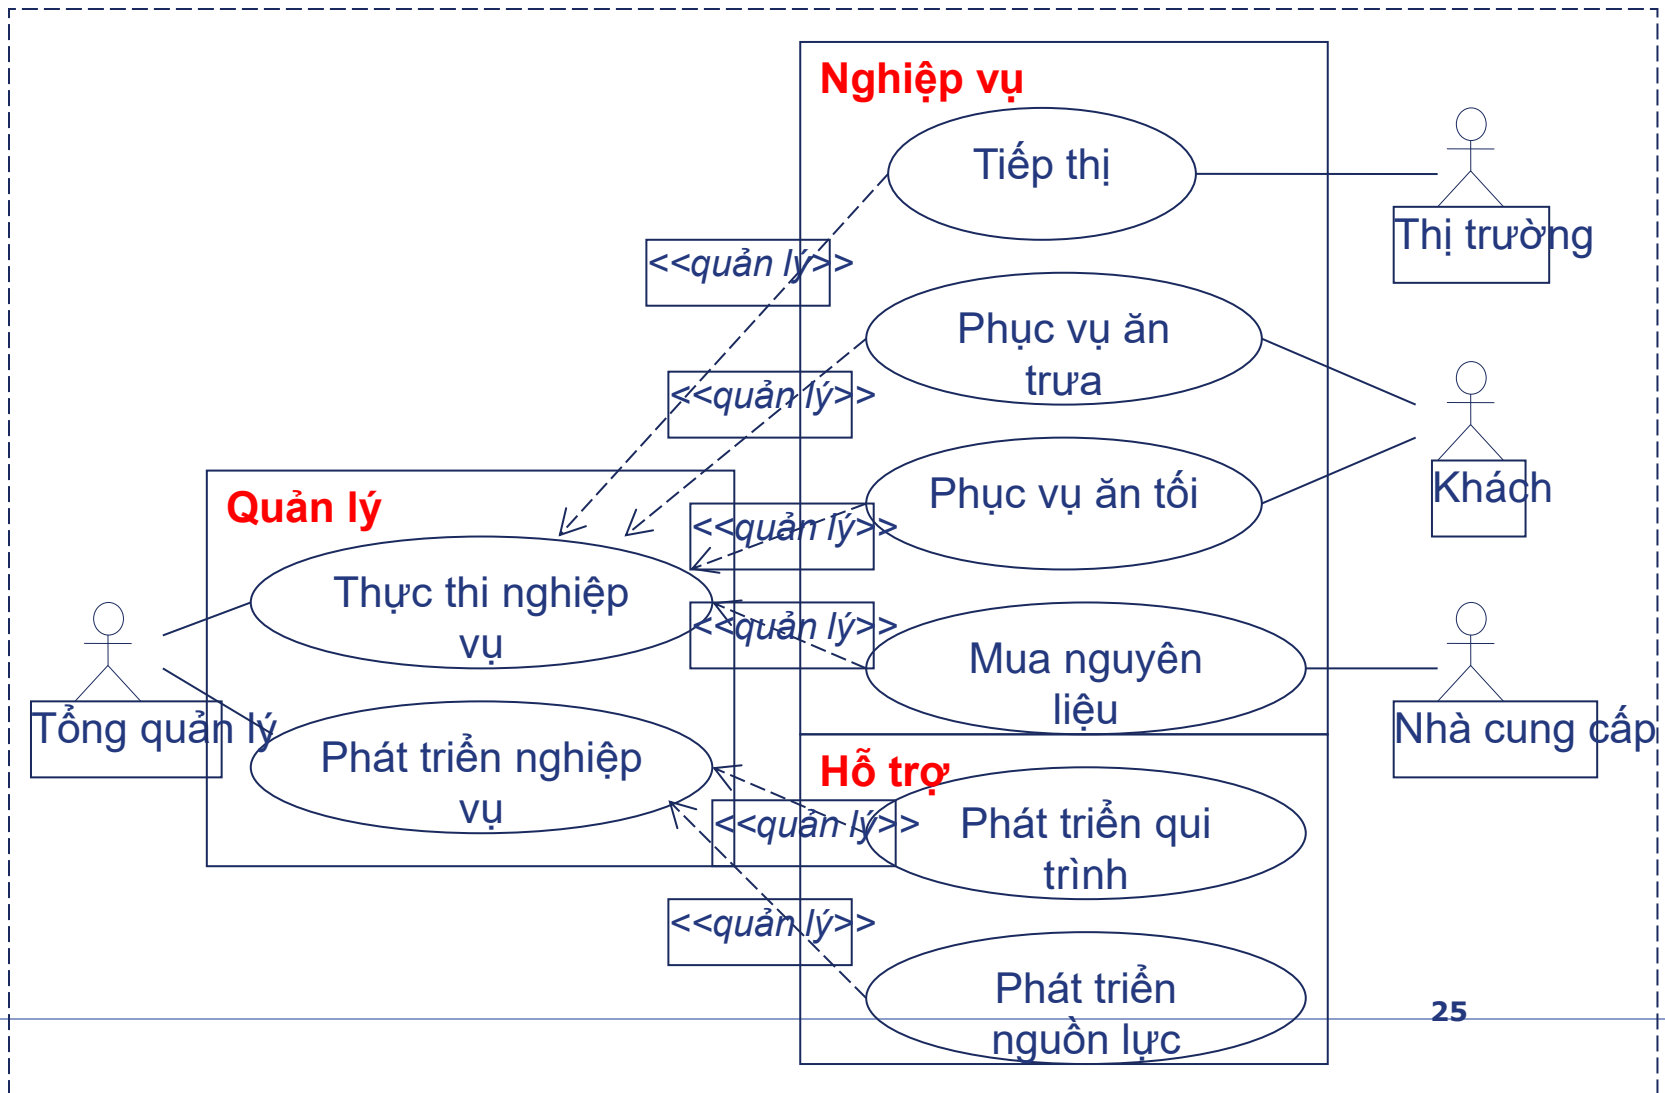 Nghiệp vụ
Tiếp thị
Thị trường
<<quản lý>>
Phục vụ ăn
trưa
<<quản lý>>
Khách
Phục vụ ăn tối
<<quản lý>>
Quản lý
Thực thi nghiệp
vụ
<<quản lý>>
Mua nguyên
liệu
Tổng quản lý
Nhà cung cấp
Phát triển nghiệp
vụ
Hỗ trợ
<<quản lý>>
Phát triển qui
trình
<<quản lý>>
Phát triển
nguồn lực
25